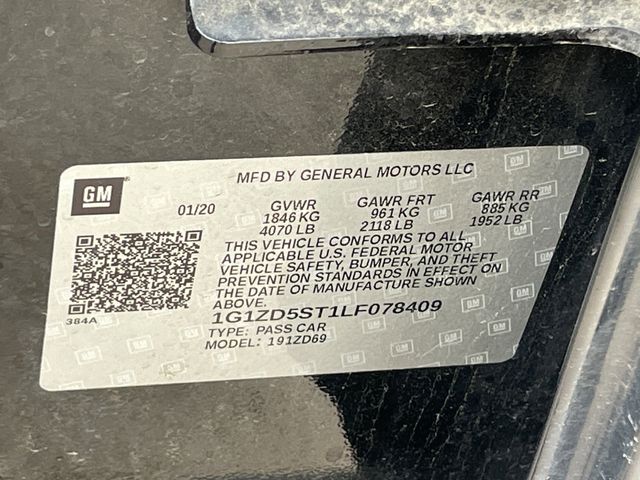 MFD BY GENERAL MOTORS LLC
GM
01/20 GVWR GAWR FRT GAWR RR
1846 KG 961 KG 885 KG
4070 LB 2118 LB 1952 LB
THIS VEHICLE CONFORMS TO ALL
APPLICABLE U.S. FEDERAL MOTOR
VEHICLE SAFETY, BUMPER, AND THEFT
PREVENTION STANDARDS IN EFFECT ON
THE DATE OF MANUFACTURE SHOWN
ABOVE.
384A
1G1ZD5ST1LF078409
TYPE: PASS CAR
MODEL: 191ZD69